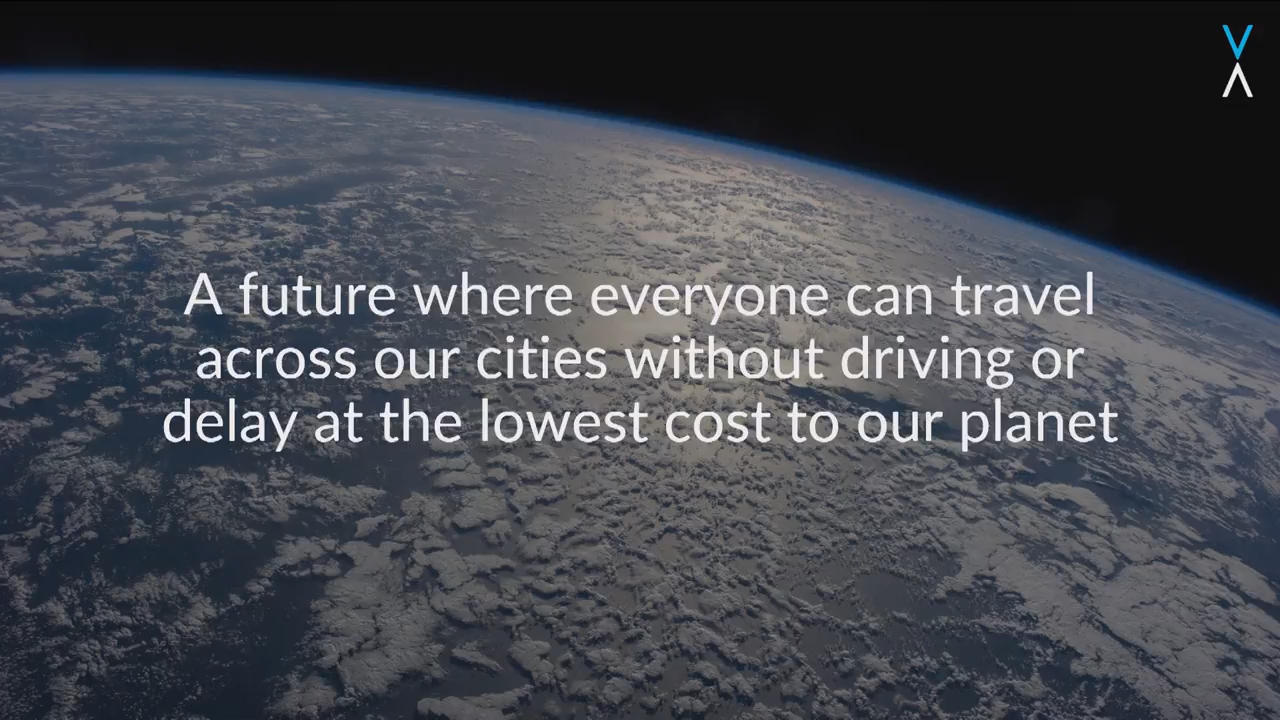 A future where everyone can travel
across our cities without driving or
delay at the lowest cost to our planet